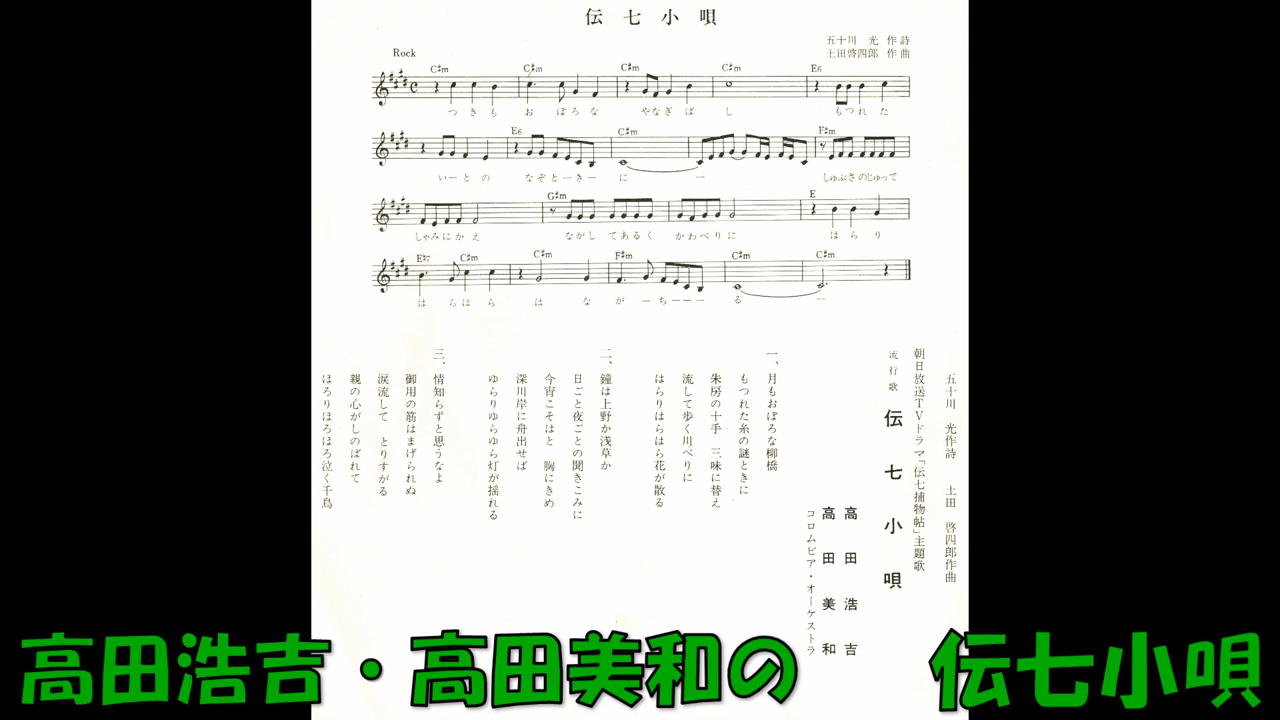 伝七小唄
五十川 光 作詩
土田啓四郎 作曲
Rock
C♯m C♯m C♯m C♯m E6
つきも おぼろな やなぎば し もつれた
E6 C♯m F♯m
いーとの なぞとーきー に ー しゅぶさのじゅって
G♯m E
しゃみにかえ ながし てあるく かわべりに はらり
E♯7 C♯m C♯m F♯m C♯m C♯m
は らはら は な が ーちーーー る ー
五十川 光作詩 土田 啓四郎作曲
朝日放送TVドラマ「伝七捕物帖」主題歌
流行歌 伝七小唄
高田浩吉
高田美和
コロムビア・オーケストラ
一、月もおぼろな柳橋
もつれた糸の謎ときに
朱房の十手 三味に替え
流して歩く川べりに
はらりはらはら花が散る
二、鐘は上野か浅草か
日ごと夜ごとの聞きこみに
今宵こそはと 胸にきめ
深川岸に舟出せば
ゆらりゆらゆら灯が揺れる
三、情知らずと思うなよ
御用の筋はまげられぬ
涙流して とりすがる
親の心がしのばれて
ほろりほろほろ泣く千鳥
高田浩吉・高田美和の 伝七小唄